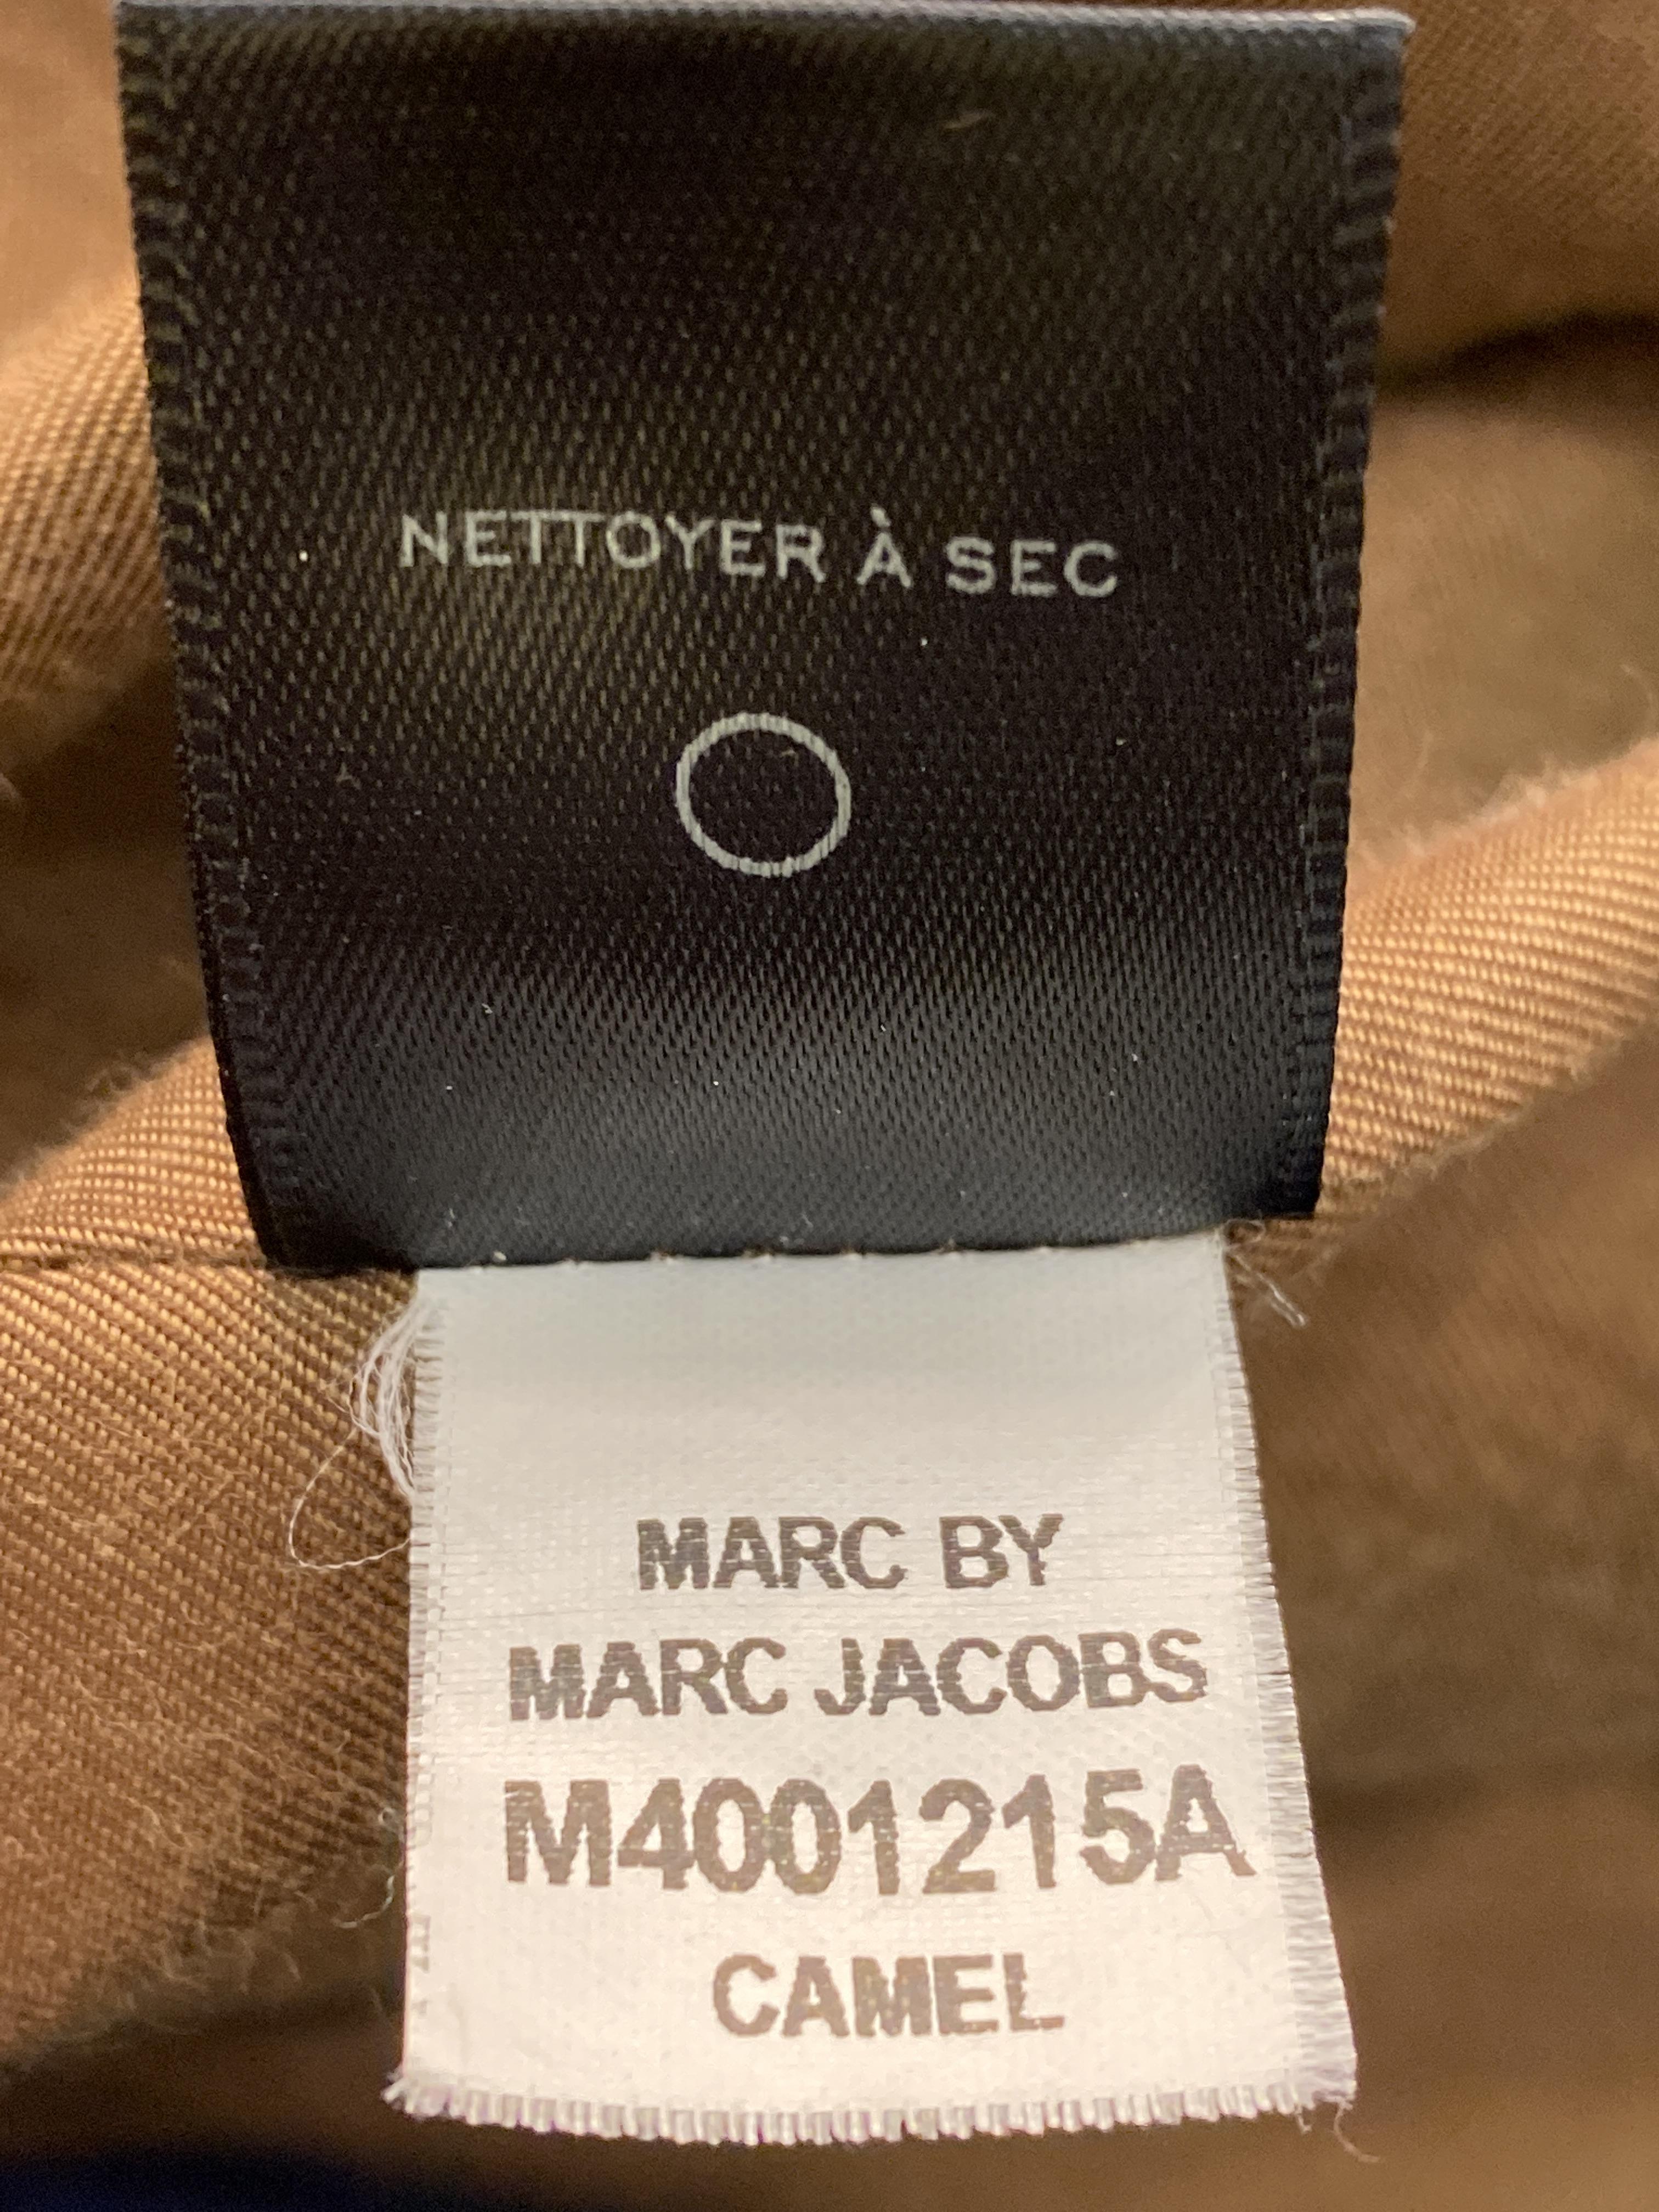 NETTOYER À SEC
MARC BY
MARC JACOBS
M4001215A
CAMEL